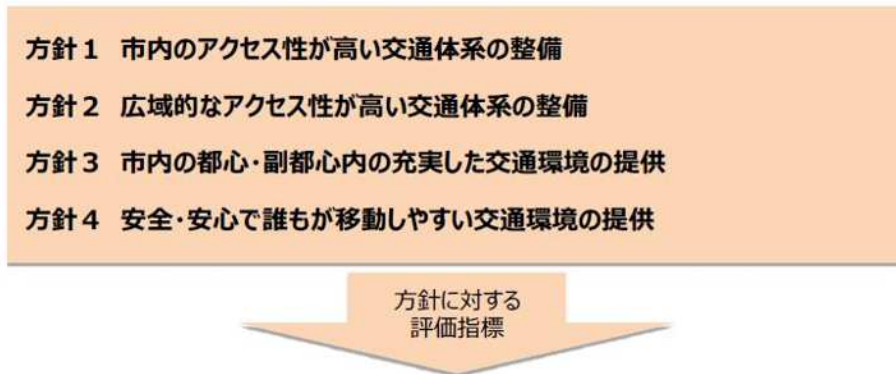 方針１ 市内のアクセス性が高い交通体系の整備
方針２ 広域的なアクセス性が高い交通体系の整備
方針３ 市内の都心・副都心内の充実した交通環境の提供
方針４ 安全・安心で誰もが移動しやすい交通環境の提供
方針に対する
評価指標